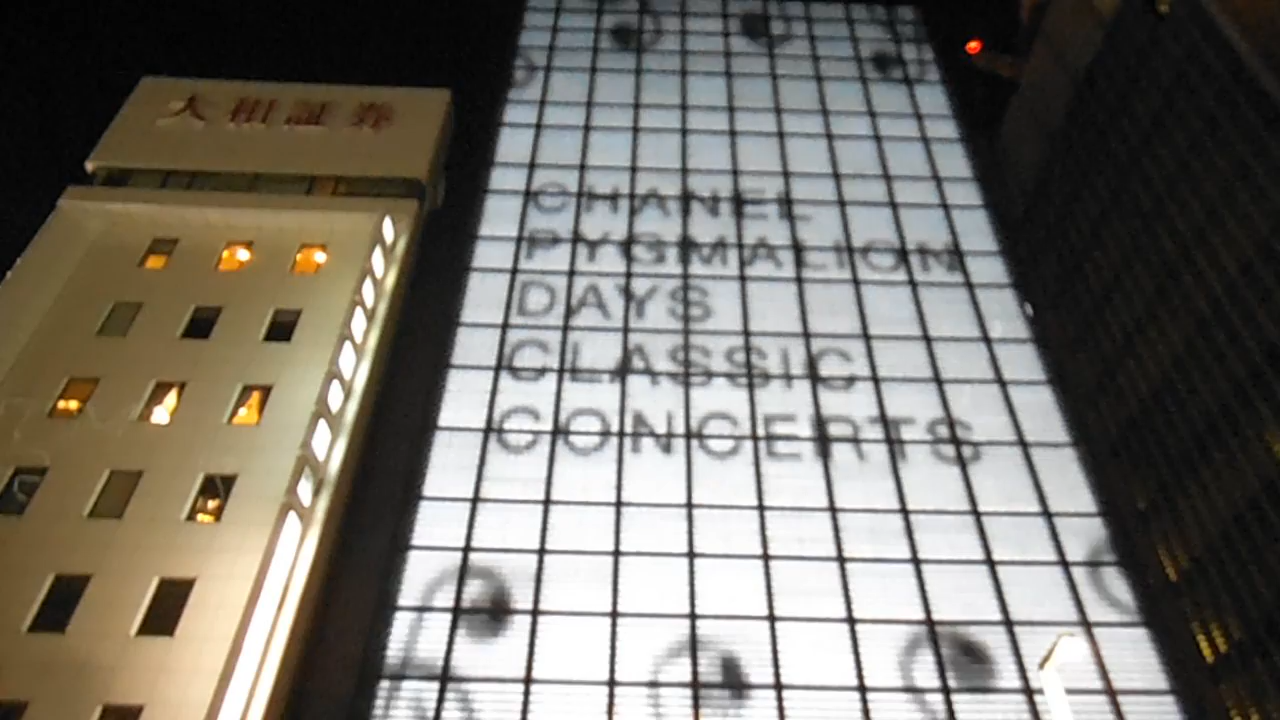 大和証券
CHANEL
PYGMALION
DAYS
CLASSIC
CONCERTS